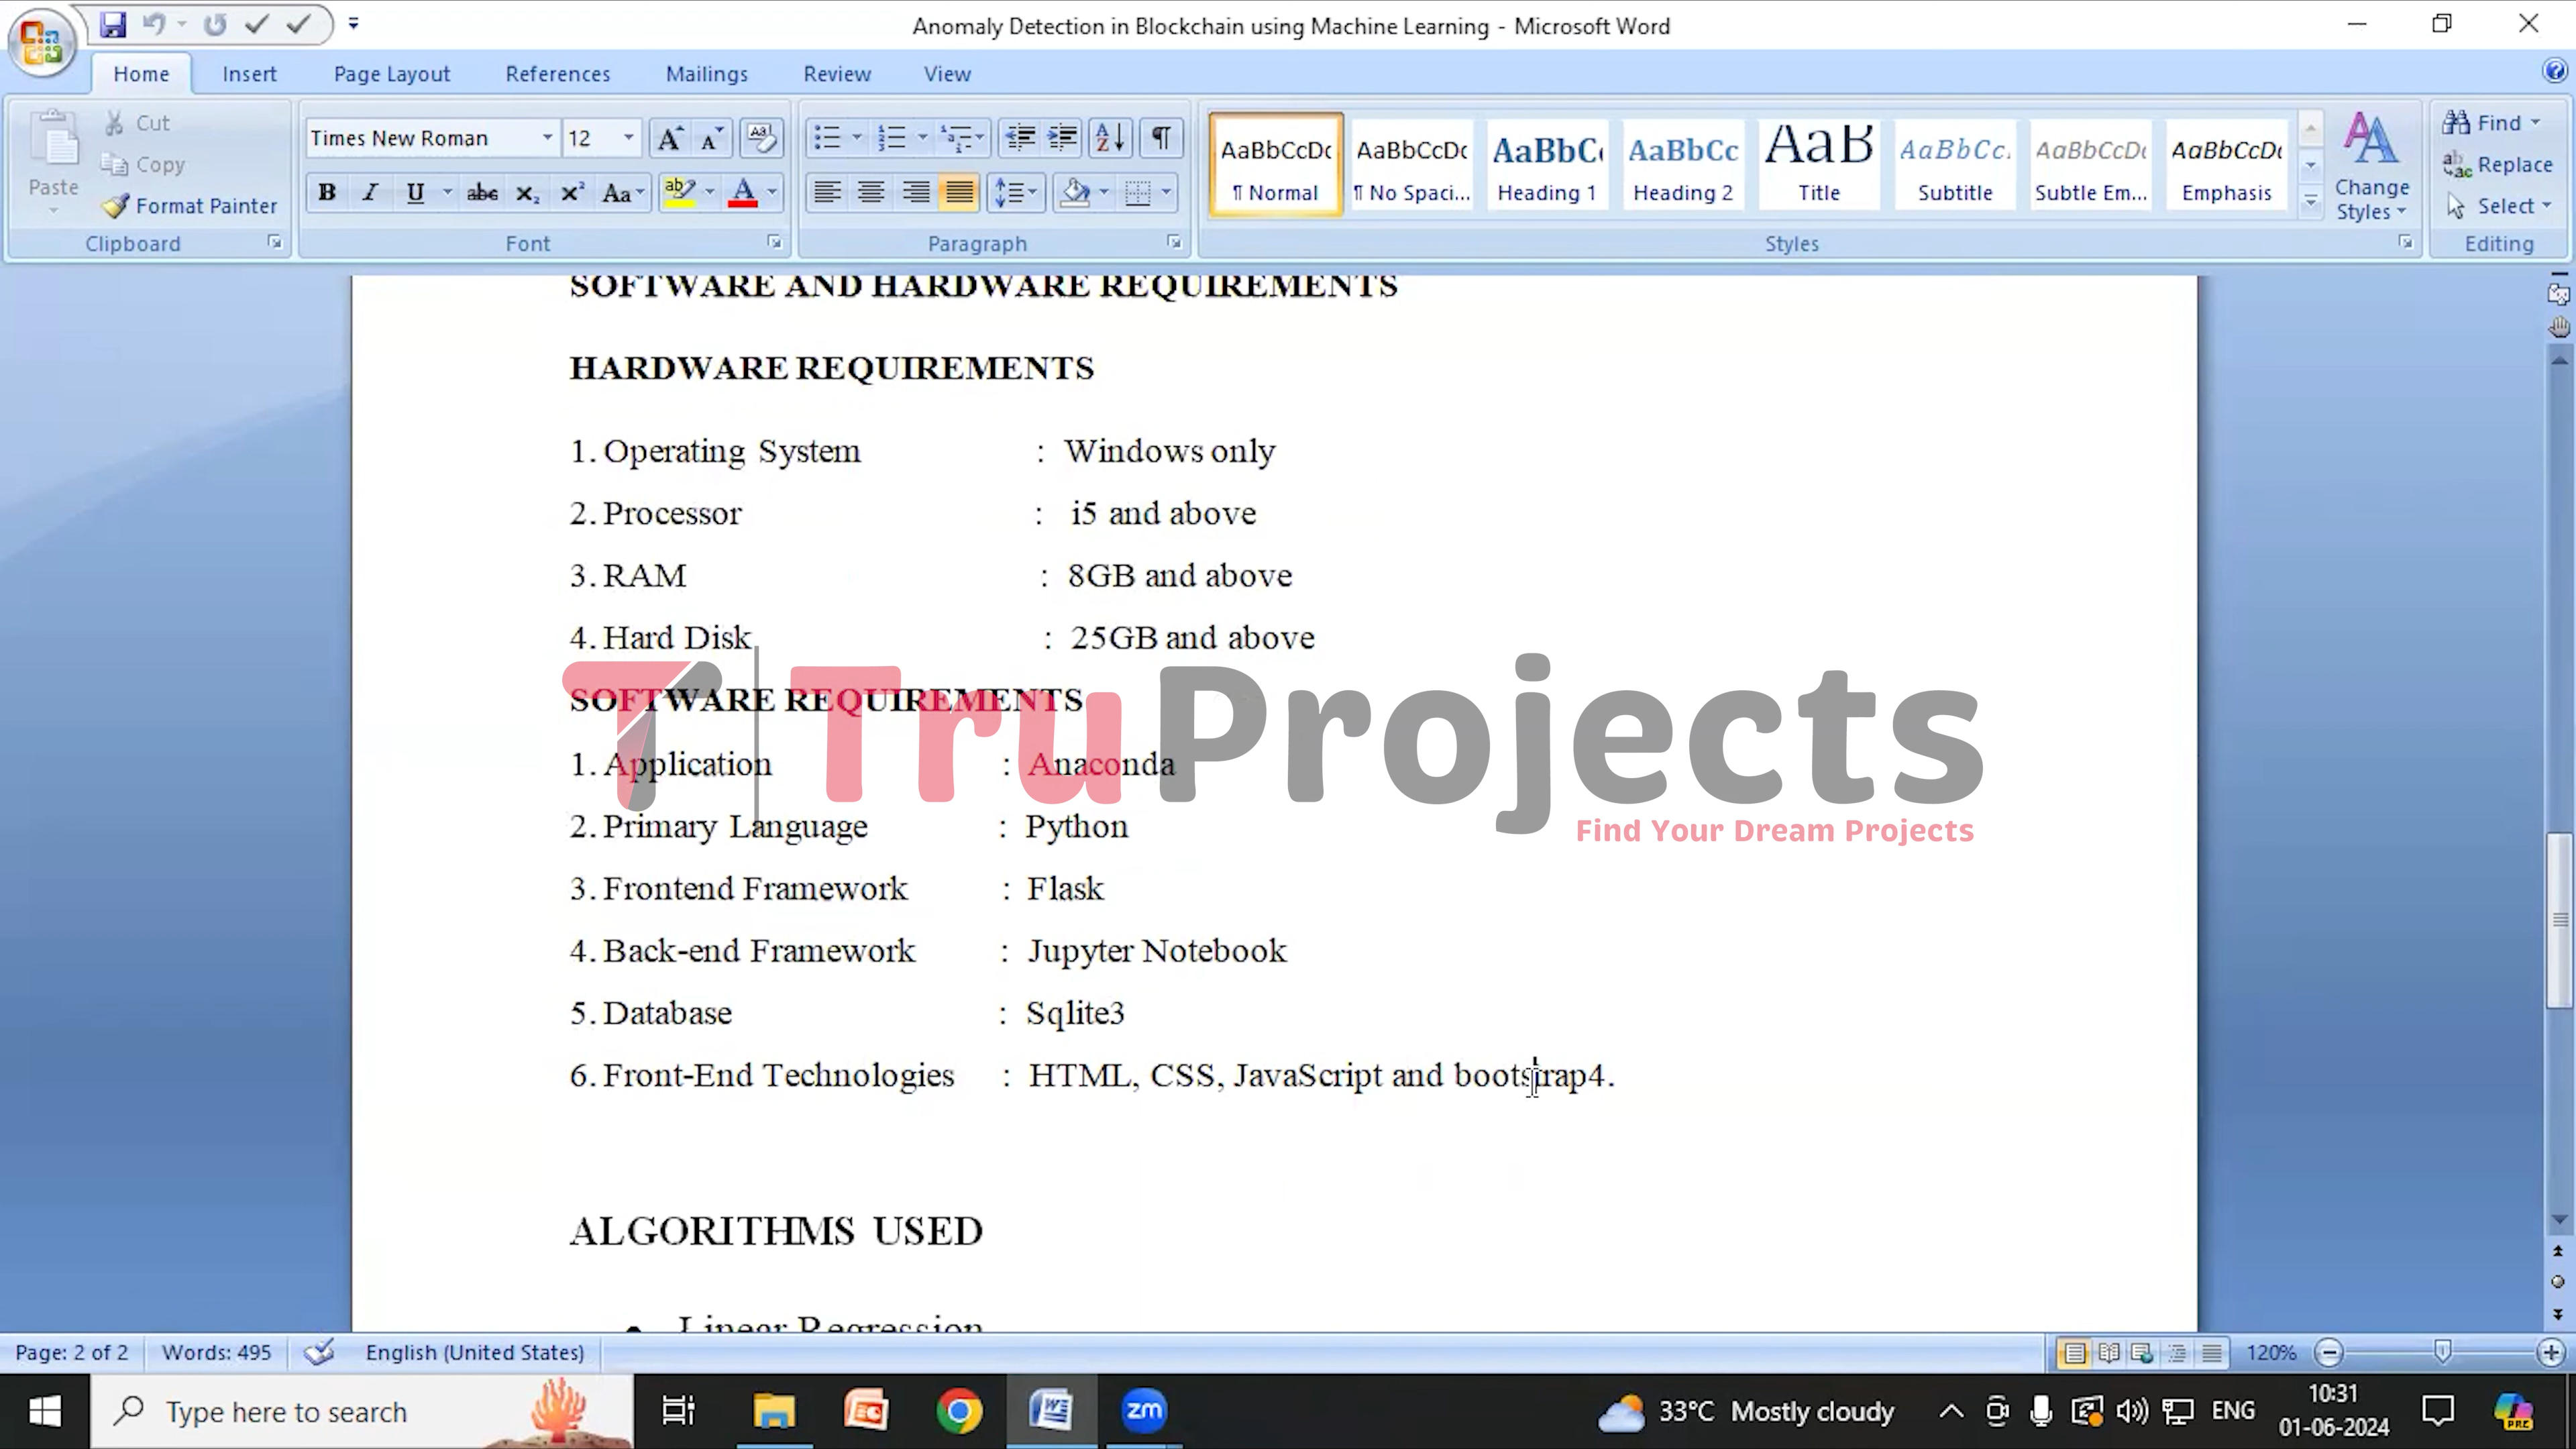 Anomaly Detection in Blockchain using Machine Learning - Microsoft Word
Home Insert Page Layout References Mailings Review View
Paste
Cut
Copy
Format Painter
Clipboard
Times New Roman 12
Font
Paragraph
AaBbCcDc AaBbCcDc AaBbC AaBbCc AaB AaBbCc. AaBbCcDc AaBbCcDc
¶ Normal ¶ No Spaci... Heading 1 Heading 2 Title Subtitle Subtle Em... Emphasis
Styles
Change Styles
Find
Replace
Select
Editing
SOFTWARE AND HARDWARE REQUIREMENTS
HARDWARE REQUIREMENTS
1. Operating System : Windows only
2. Processor : i5 and above
3. RAM : 8GB and above
4. Hard Disk : 25GB and above
SOFTWARE REQUIREMENTS
TruProjects
Find Your Dream Projects
1. Application : Anaconda
2. Primary Language : Python
3. Frontend Framework : Flask
4. Back-end Framework : Jupyter Notebook
5. Database : Sqlite3
6. Front-End Technologies : HTML, CSS, JavaScript and bootstrap4.
ALGORITHMS USED
• Linear Regression
Page: 2 of 2 Words: 495 English (United States) 120%
Type here to search
zm
33°C Mostly cloudy
ENG
10:31
01-06-2024
PRE